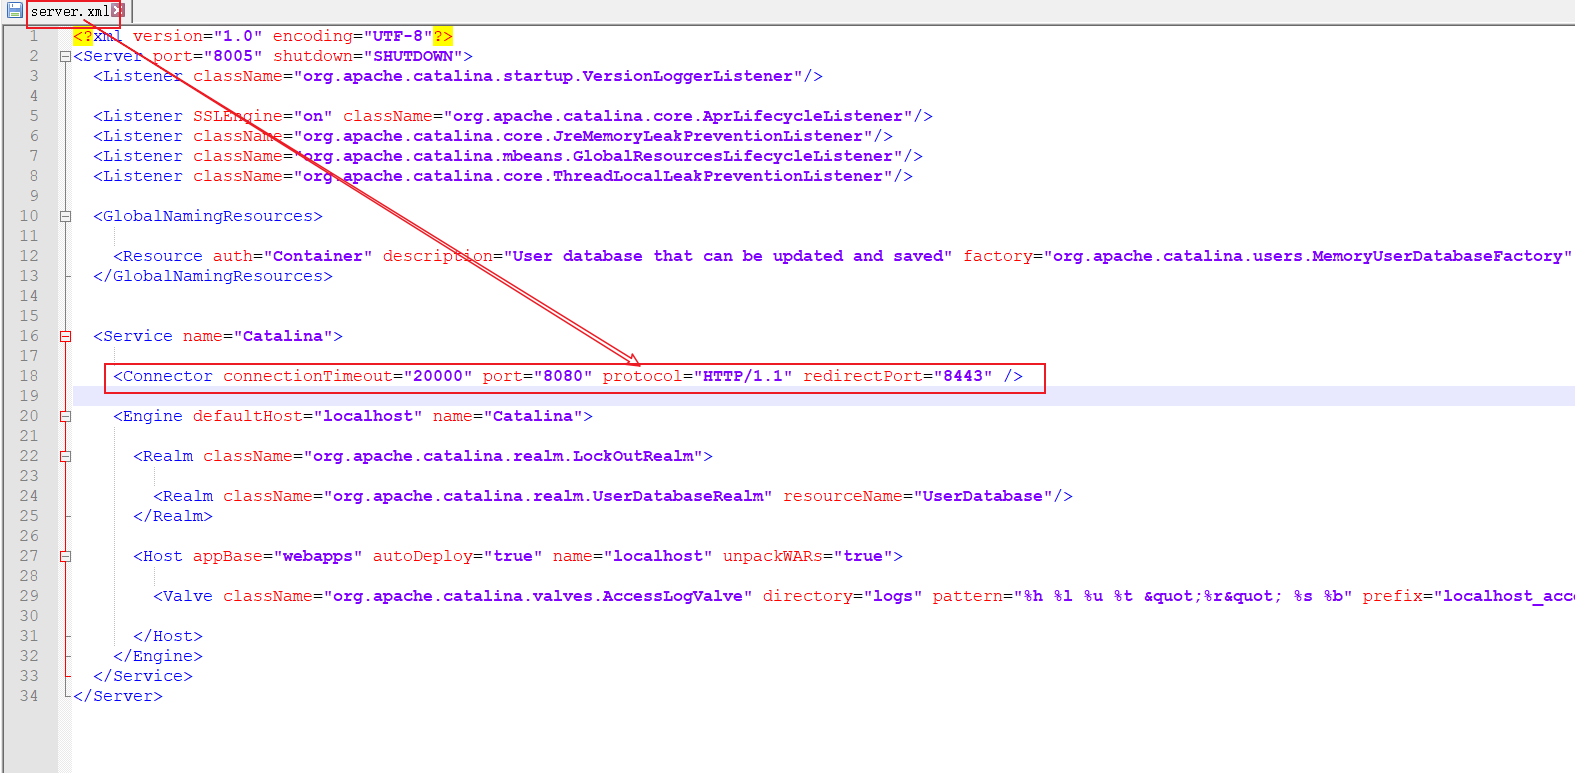 server.xml
1 <?xml version="1.0" encoding="UTF-8"?>
2 <Server port="8005" shutdown="SHUTDOWN">
3 <Listener className="org.apache.catalina.startup.VersionLoggerListener"/>
4
5 <Listener SSLEngine="on" className="org.apache.catalina.core.AprLifecycleListener"/>
6 <Listener className="org.apache.catalina.core.JreMemoryLeakPreventionListener"/>
7 <Listener className="org.apache.catalina.mbeans.GlobalResourcesLifecycleListener"/>
8 <Listener className="org.apache.catalina.core.ThreadLocalLeakPreventionListener"/>
9
10 <GlobalNamingResources>
11
12 <Resource auth="Container" description="User database that can be updated and saved" factory="org.apache.catalina.users.MemoryUserDatabaseFactory"
13 </GlobalNamingResources>
14
15
16 <Service name="Catalina">
17
18 <Connector connectionTimeout="20000" port="8080" protocol="HTTP/1.1" redirectPort="8443" />
19
20 <Engine defaultHost="localhost" name="Catalina">
21
22 <Realm className="org.apache.catalina.realm.LockOutRealm">
23
24 <Realm className="org.apache.catalina.realm.UserDatabaseRealm" resourceName="UserDatabase"/>
25 </Realm>
26
27 <Host appBase="webapps" autoDeploy="true" name="localhost" unpackWARs="true">
28
29 <Valve className="org.apache.catalina.valves.AccessLogValve" directory="logs" pattern="%h %l %u %t &quot;%r&quot; %s %b" prefix="localhost_acc
30
31 </Host>
32 </Engine>
33 </Service>
34 </Server>